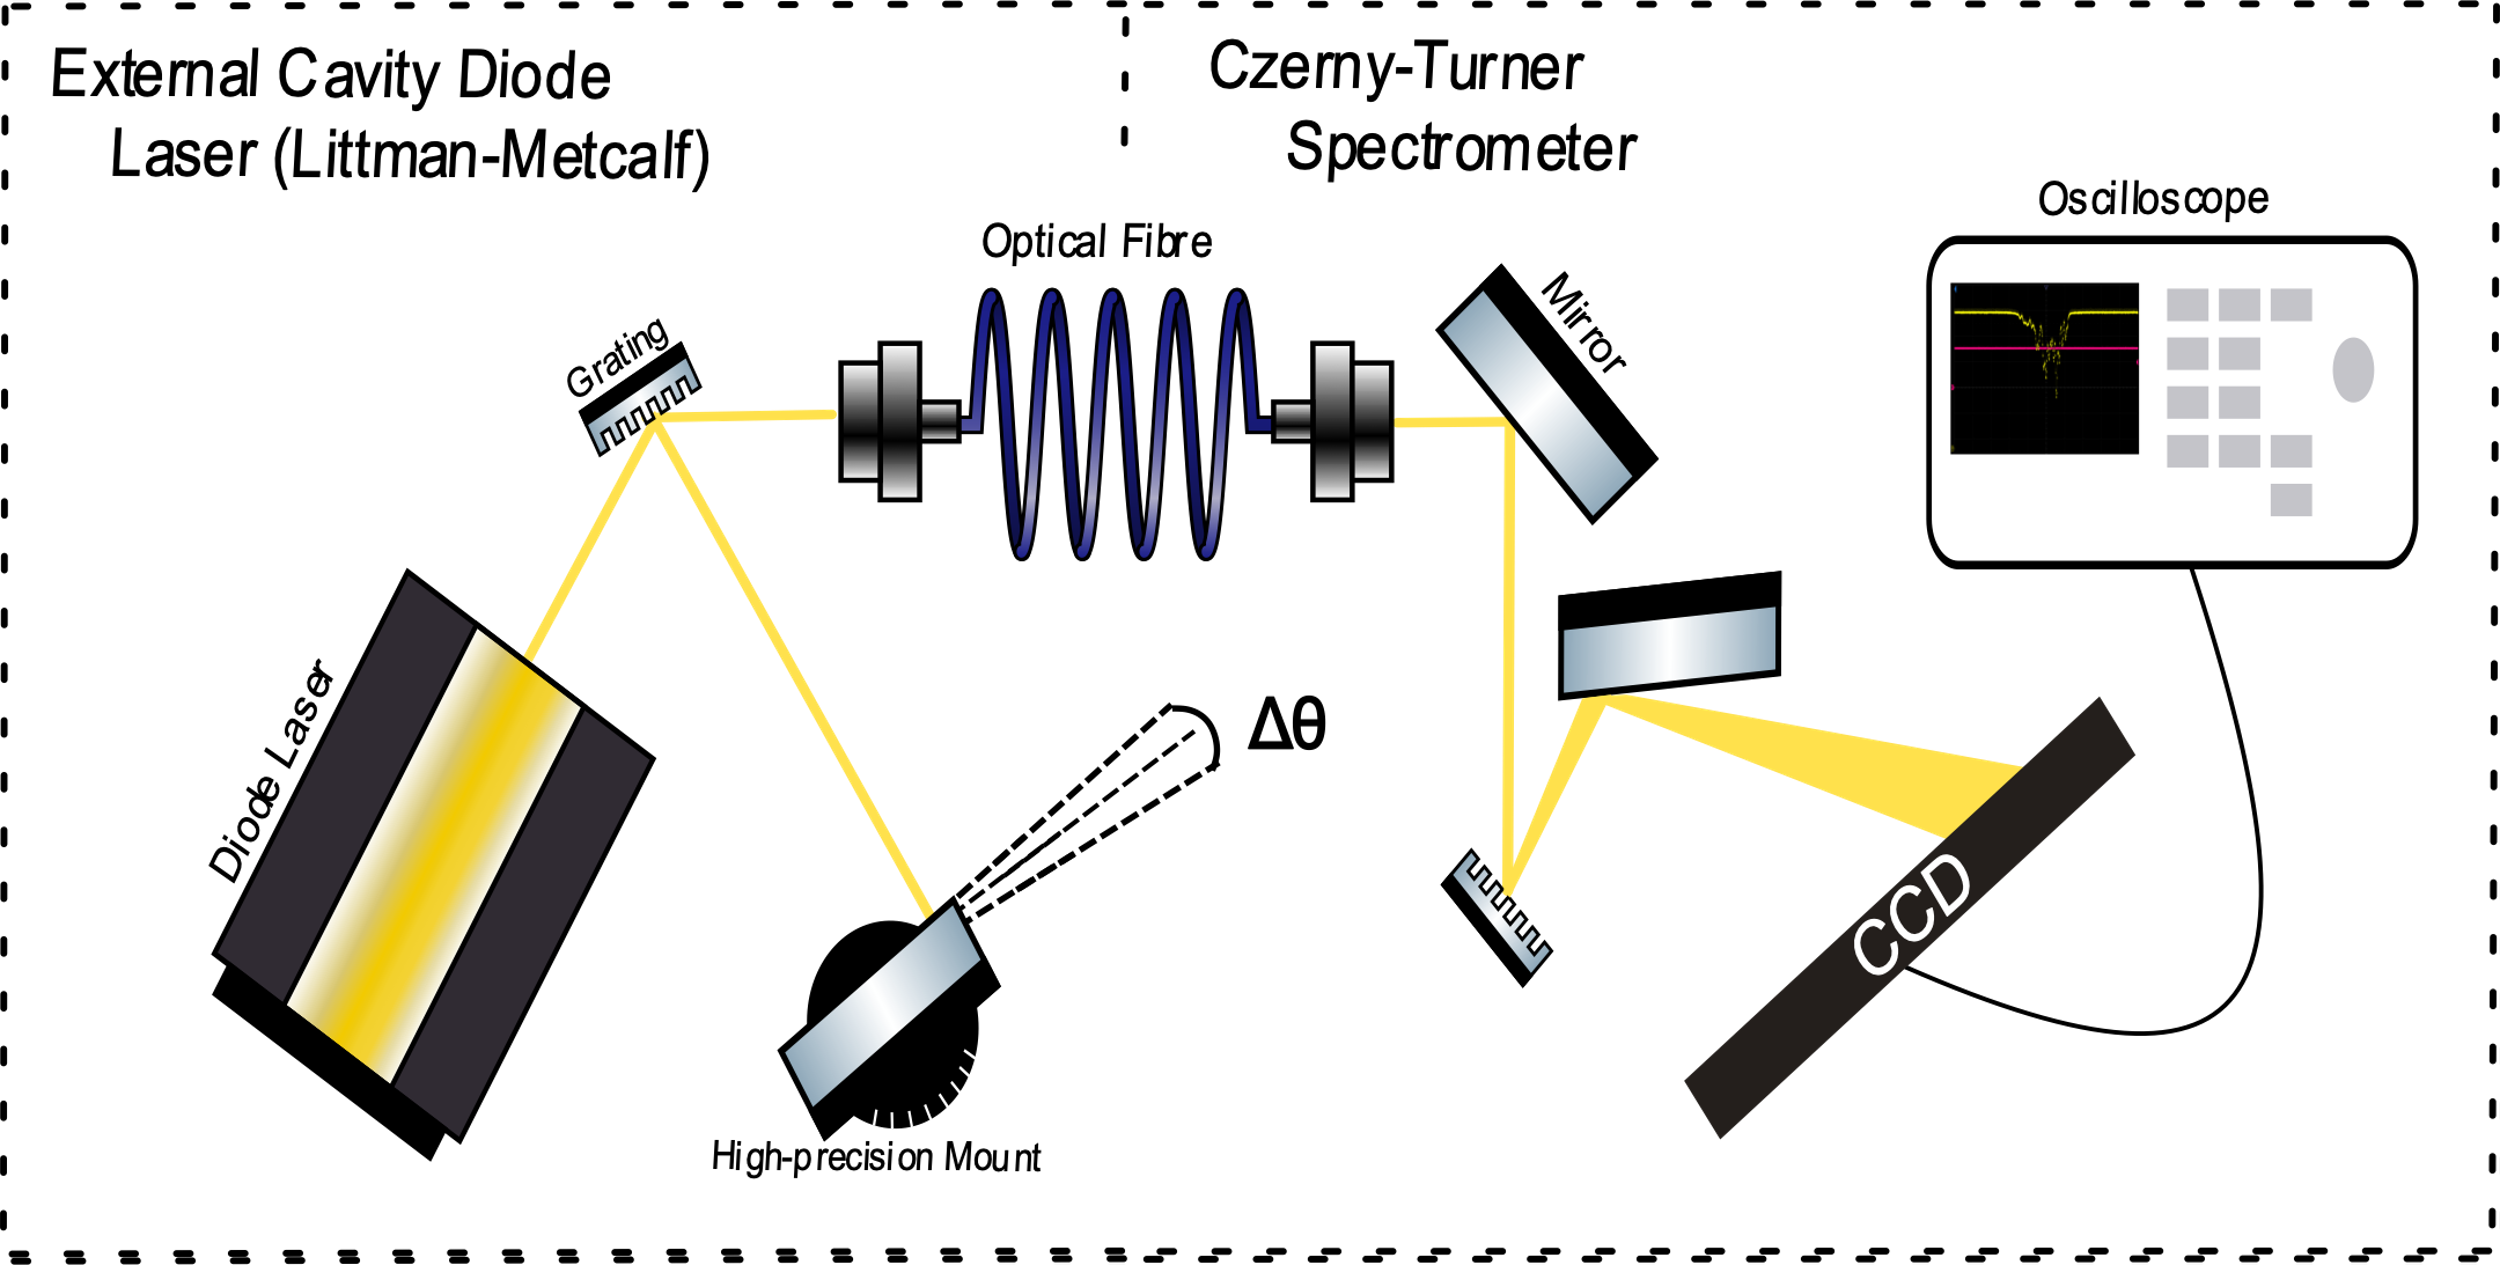 External Cavity Diode
Laser (Littman-Metcalf)
Czerny-Turner
Spectrometer
Oscilloscope
Optical Fibre
Mirror
Grating
Diode Laser
Δθ
CCD
High-precision Mount